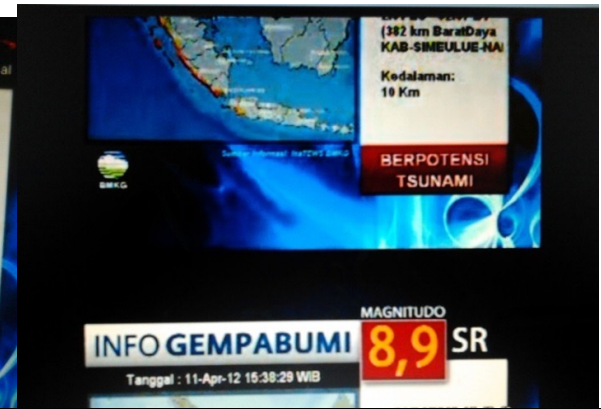 (382 km BaratDaya
KAB-SIMEULUE-NA
Kedalaman:
10 Km
BMKG
BERPOTENSI
TSUNAMI
MAGNITUDO
INFO GEMPABUMI 8,9 SR
Tanggal : 11-Apr-12 15:38:29 WIB